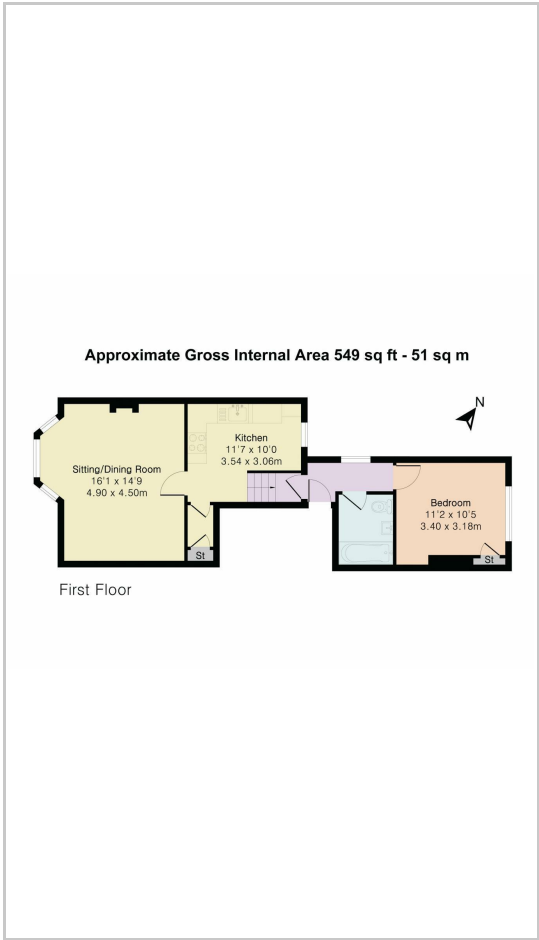 Approximate Gross Internal Area 549 sq ft - 51 sq m
N
Kitchen
11'7 x 10'0
3.54 x 3.06m
Sitting/Dining Room
16'1 x 14'9
4.90 x 4.50m
Bedroom
11'2 x 10'5
3.40 x 3.18m
St
St
First Floor